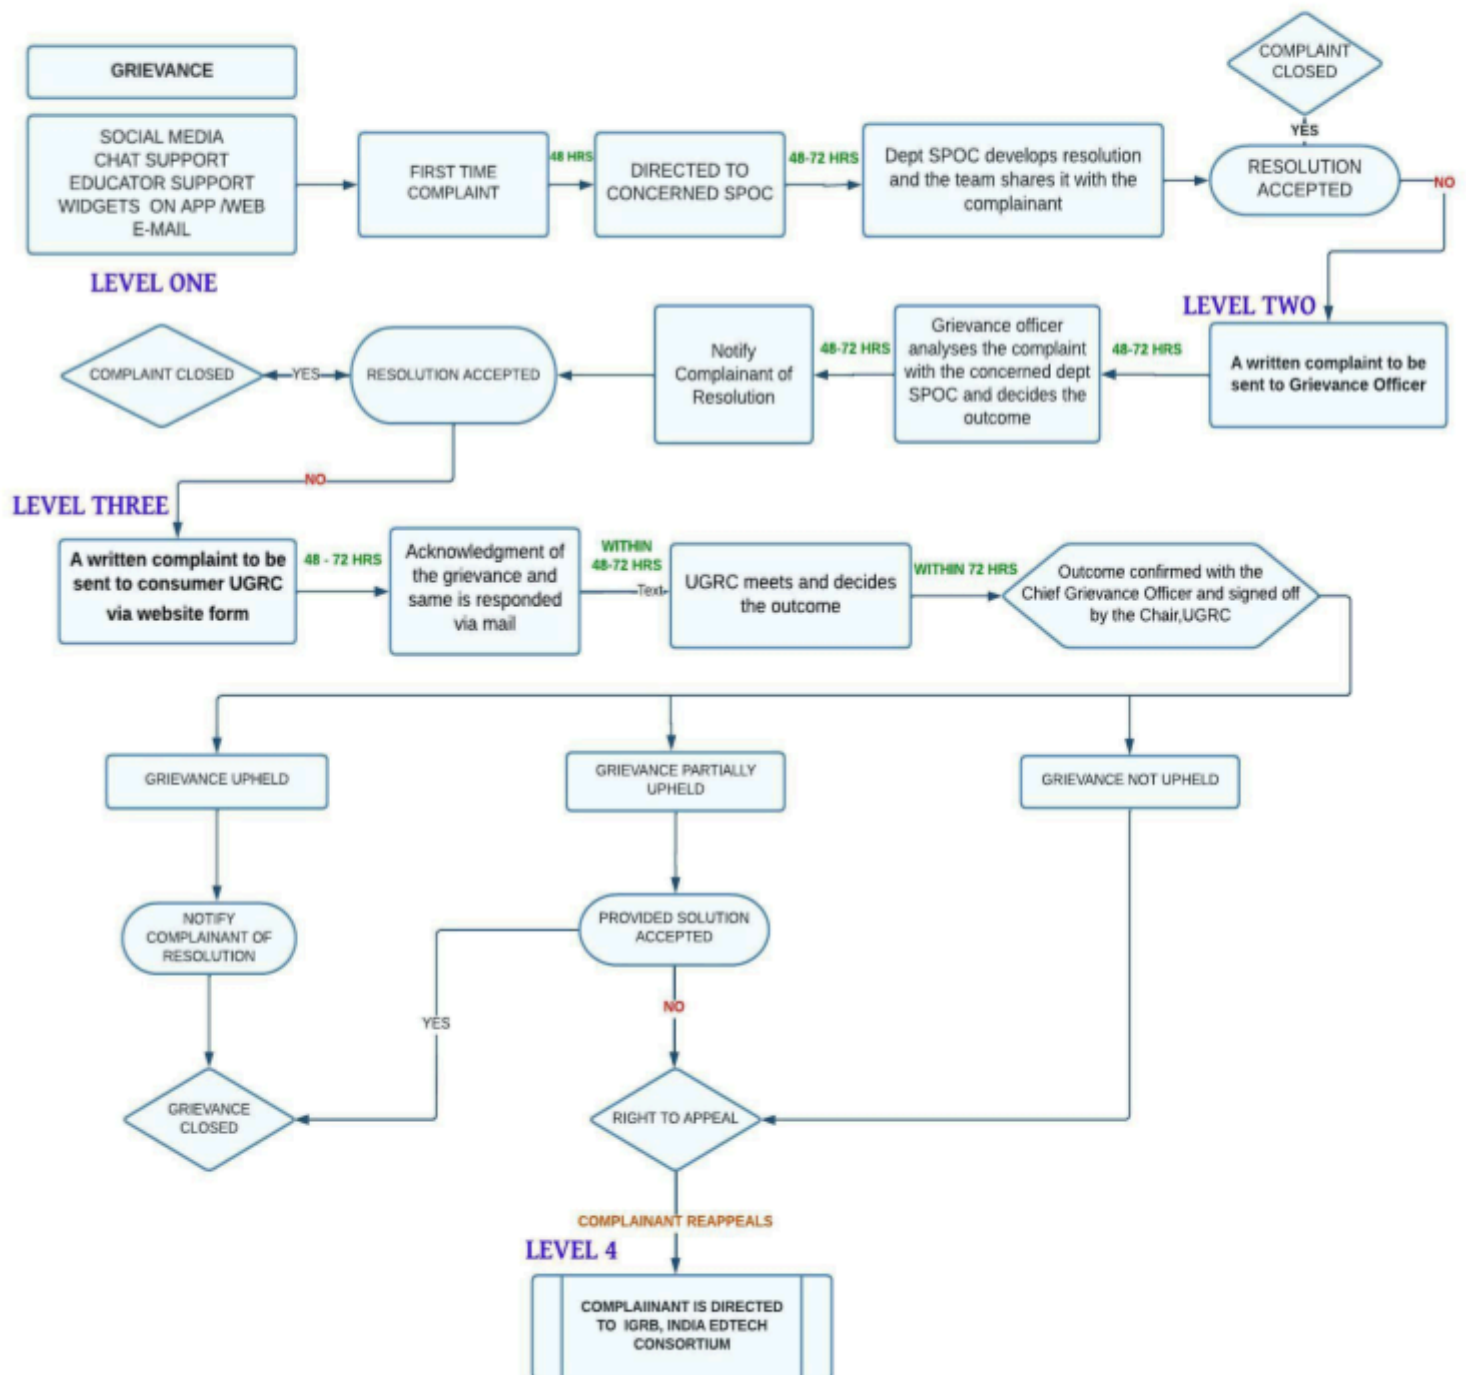 GRIEVANCE
SOCIAL MEDIA
CHAT SUPPORT
EDUCATOR SUPPORT
WIDGETS ON APP /WEB
E-MAIL
LEVEL ONE
FIRST TIME
COMPLAINT
48 HRS
DIRECTED TO
CONCERNED SPOC
48-72 HRS
Dept SPOC develops resolution
and the team shares it with the
complainant
RESOLUTION
ACCEPTED
YES
COMPLAINT
CLOSED
NO
LEVEL TWO
A written complaint to be
sent to Grievance Officer
48-72 HRS
Grievance officer
analyses the complaint
with the concerned dept
SPOC and decides the
outcome
48-72 HRS
Notify
Complainant of
Resolution
RESOLUTION ACCEPTED
YES
COMPLAINT CLOSED
NO
LEVEL THREE
A written complaint to be
sent to consumer UGRC
via website form
48 - 72 HRS
Acknowledgment of
the grievance and
same is responded
via mail
WITHIN
48-72 HRS
Text
UGRC meets and decides
the outcome
WITHIN 72 HRS
Outcome confirmed with the
Chief Grievance Officer and signed off
by the Chair,UGRC
GRIEVANCE UPHELD
GRIEVANCE PARTIALLY
UPHELD
GRIEVANCE NOT UPHELD
NOTIFY
COMPLAINANT OF
RESOLUTION
PROVIDED SOLUTION
ACCEPTED
NO
YES
GRIEVANCE
CLOSED
RIGHT TO APPEAL
COMPLAINANT REAPPEALS
LEVEL 4
COMPLAIINANT IS DIRECTED
TO IGRB, INDIA EDTECH
CONSORTIUM